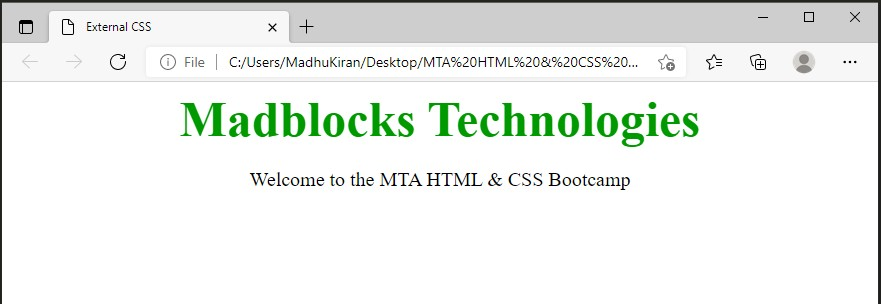 External CSS
File
C:/Users/MadhuKiran/Desktop/MTA%20HTML%20&%20CSS%20...
Madblocks Technologies
Welcome to the MTA HTML & CSS Bootcamp